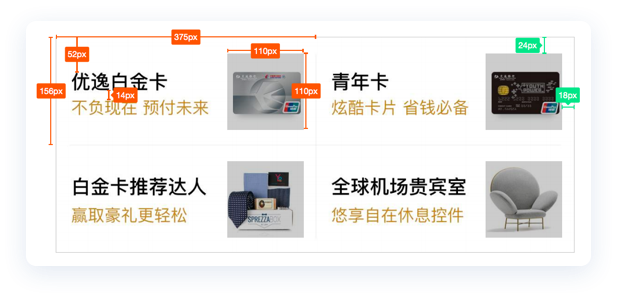 375px
52px
110px
24px
优逸白金卡
青年卡
156px
14px
110px
18px
不负现在 预付未来
炫酷卡片 省钱必备
白金卡推荐达人
全球机场贵宾室
赢取豪礼更轻松
悠享自在休息控件
SPREZZABOX